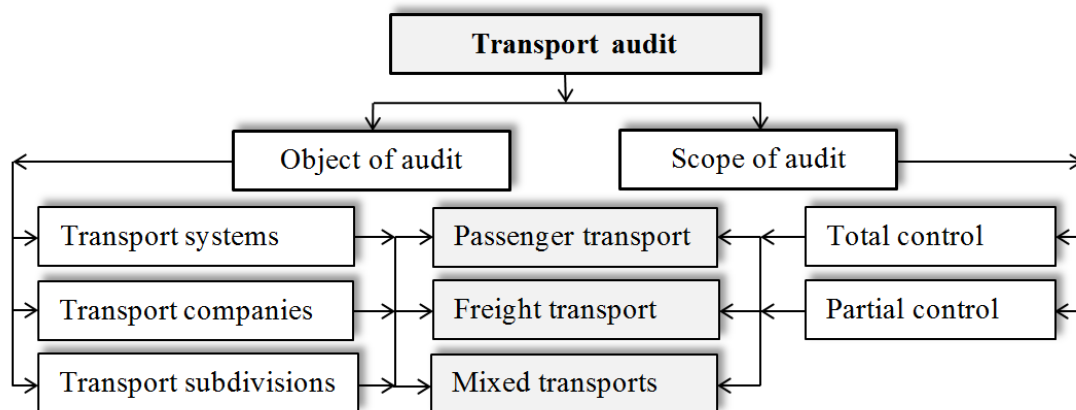 Transport audit
Object of audit
Scope of audit
Transport systems
Passenger transport
Total control
Transport companies
Freight transport
Partial control
Transport subdivisions
Mixed transports